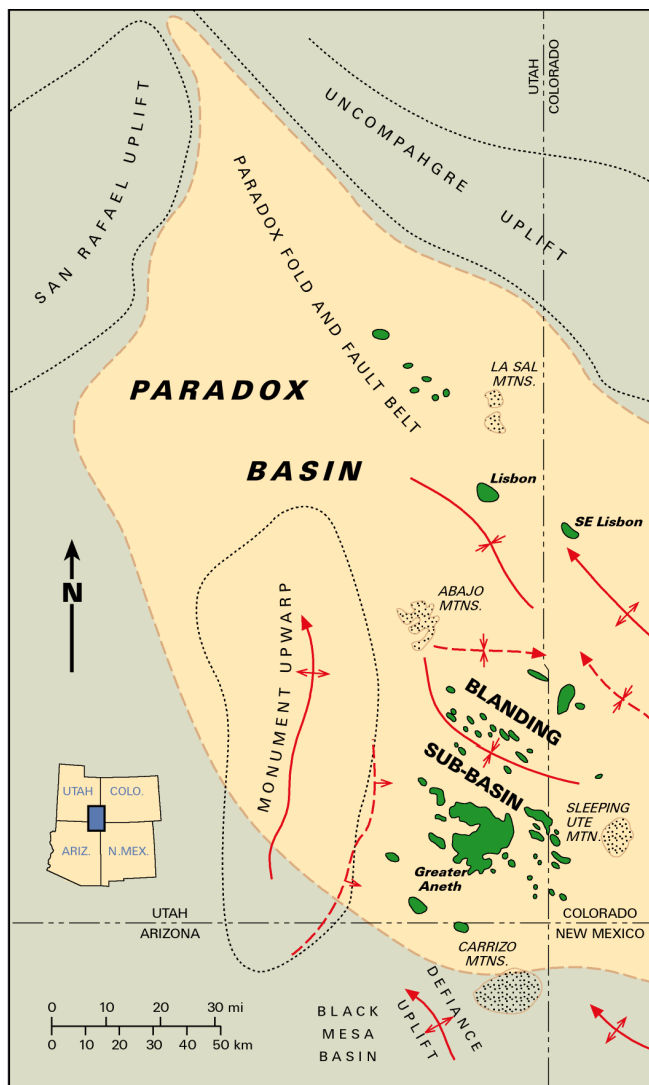 UTAH
COLORADO
SAN RAFAEL UPLIFT
UNCOMPAHGRE
UPLIFT
PARADOX FOLD AND FAULT BELT
LA SAL
MTNS.
PARADOX
BASIN
Lisbon
SE Lisbon
N
ABAJO
MTNS.
MONUMENT UPWARP
BLANDING
SUB-BASIN
UTAH
COLO.
ARIZ.
N.MEX.
SLEEPING
UTE
MTN.
Greater
Aneth
UTAH
ARIZONA
COLORADO
NEW MEXICO
CARRIZO
MTNS.
DEFIANCE
UPLIFT
BLACK
MESA
BASIN
0 10 20 30 mi
0 10 20 30 40 50 km